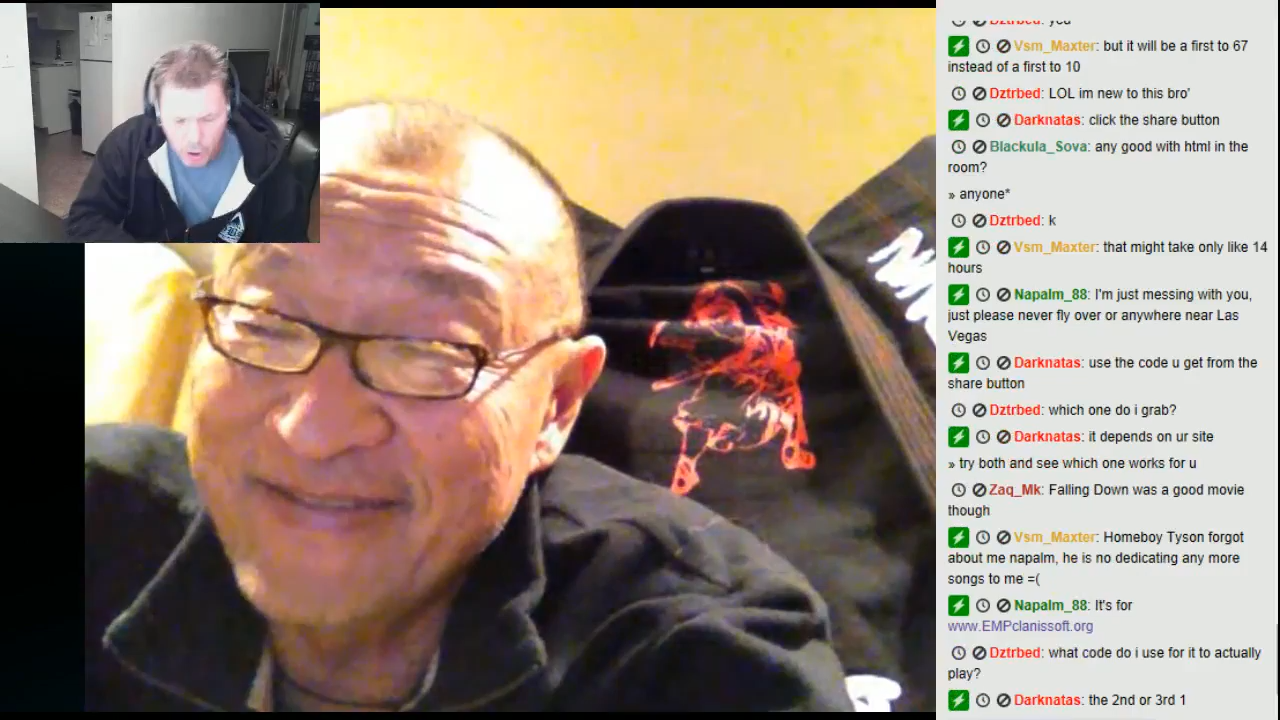 Dztrbed: yea
Vsm_Maxter: but it will be a first to 67
instead of a first to 10
Dztrbed: LOL im new to this bro'
Darknatas: click the share button
Blackula_Sova: any good with html in the
room?
» anyone*
Dztrbed: k
Vsm_Maxter: that might take only like 14
hours
Napalm_88: I'm just messing with you,
just please never fly over or anywhere near Las
Vegas
Darknatas: use the code u get from the
share button
Dztrbed: which one do i grab?
Darknatas: it depends on ur site
» try both and see which one works for u
Zaq_Mk: Falling Down was a good movie
though
Vsm_Maxter: Homeboy Tyson forgot
about me napalm, he is no dedicating any more
songs to me =(
Napalm_88: It's for
www.EMPclanissoft.org
Dztrbed: what code do i use for it to actually
play?
Darknatas: the 2nd or 3rd 1